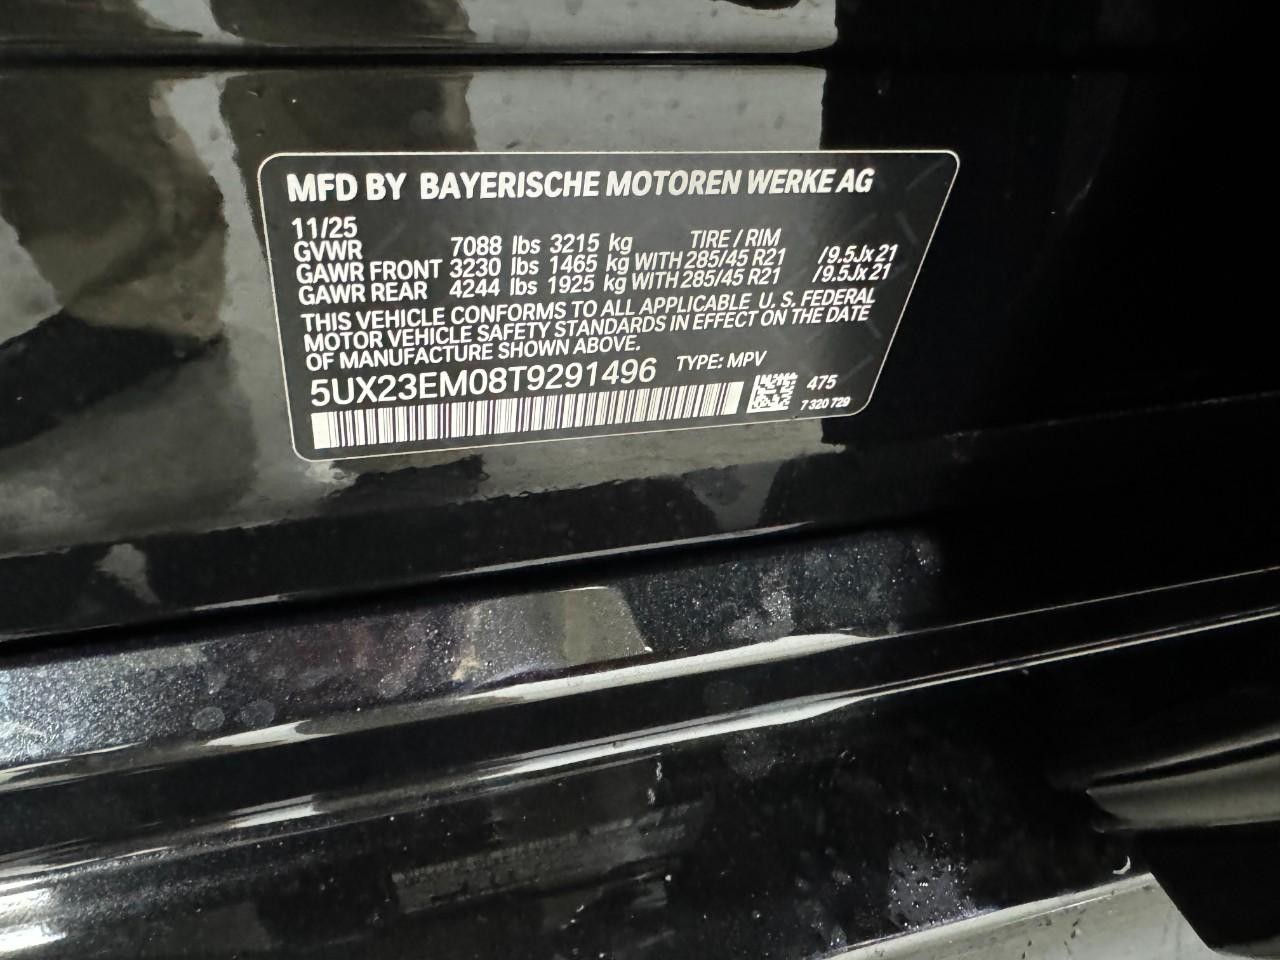 MFD BY BAYERISCHE MOTOREN WERKE AG
11/25
GVWR 7088 lbs 3215 kg TIRE / RIM
GAWR FRONT 3230 lbs 1465 kg WITH 285/45 R21 /9.5Jx21
GAWR REAR 4244 lbs 1925 kg WITH 285/45 R21 /9.5Jx21
THIS VEHICLE CONFORMS TO ALL APPLICABLE U. S. FEDERAL
MOTOR VEHICLE SAFETY STANDARDS IN EFFECT ON THE DATE
OF MANUFACTURE SHOWN ABOVE.
5UX23EM08T9291496 TYPE: MPV
475
7 320 729